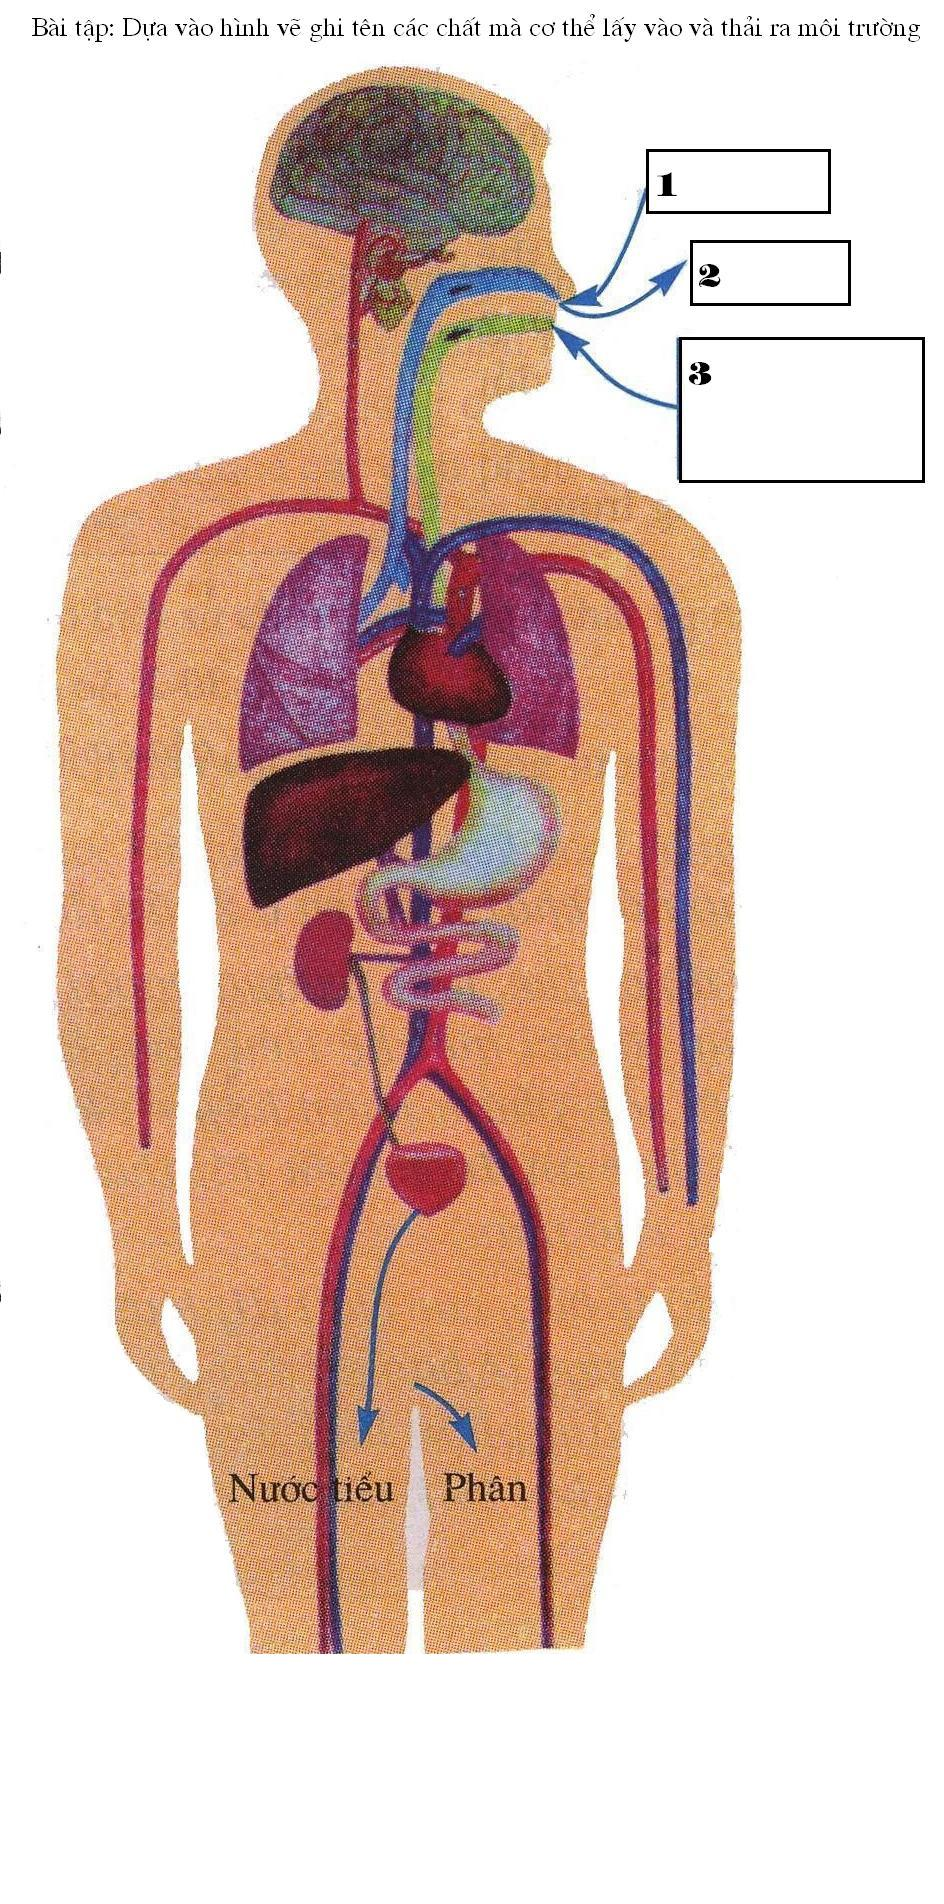 Bài tập: Dựa vào hình vẽ ghi tên các chất mà cơ thể lấy vào và thải ra môi trường
1
2
3
Nước tiểu Phân